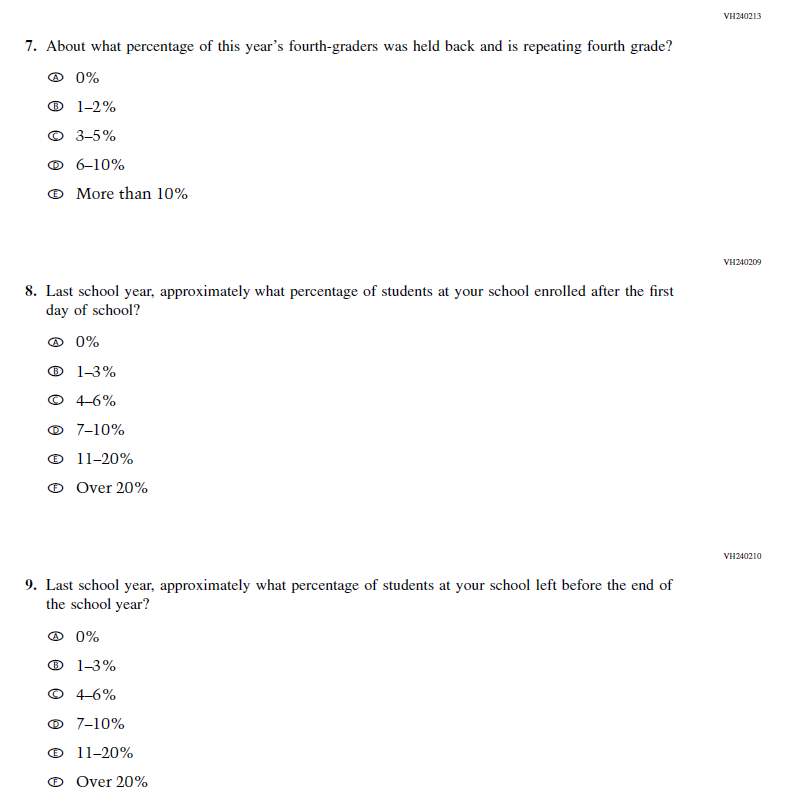 VH240213
7. About what percentage of this year’s fourth-graders was held back and is repeating fourth grade?
A 0%
B 1–2%
C 3–5%
D 6–10%
E More than 10%
VH240209
8. Last school year, approximately what percentage of students at your school enrolled after the first
day of school?
A 0%
B 1–3%
C 4–6%
D 7–10%
E 11–20%
F Over 20%
VH240210
9. Last school year, approximately what percentage of students at your school left before the end of
the school year?
A 0%
B 1–3%
C 4–6%
D 7–10%
E 11–20%
F Over 20%